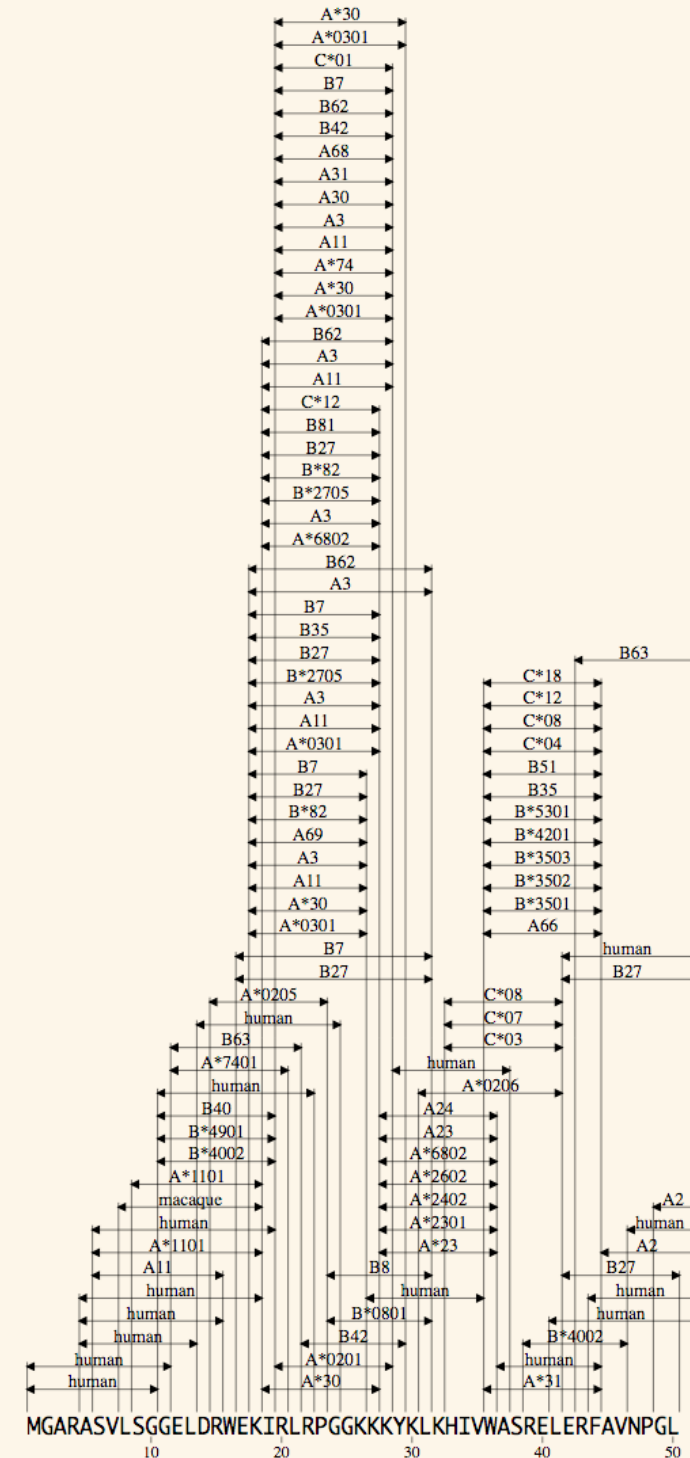 A*30
A*0301
C*01
B7
B62
B42
A68
A31
A30
A3
A11
A*74
A*30
A*0301
B62
A3
A11
C*12
B81
B27
B*82
B*2705
A3
A*6802
B62
A3
B7
B35
B27 B63
B*2705 C*18
A3 C*12
A11 C*08
A*0301 C*04
B7 B51
B27 B35
B*82 B*5301
A69 B*4201
A3 B*3503
A11 B*3502
A*30 B*3501
A*0301 A66
B7 human
B27 B27
A*0205 C*08
human C*07
B63 C*03
A*7401 human
human A*0206
B40 A24
B*4901 A23
B*4002 A*6802
A*1101 A*2602
macaque A*2402 A2
human A*2301 human
A*1101 A*23 A2
A11 B8 B27
human human human
human B*0801 human
human B42 B*4002
human A*0201 human
human A*30 A*31
MGARASVLSGGELDRWEKIRLRPGGKKKYKLKHIVWASRELERFAVNPGL
10 20 30 40 50